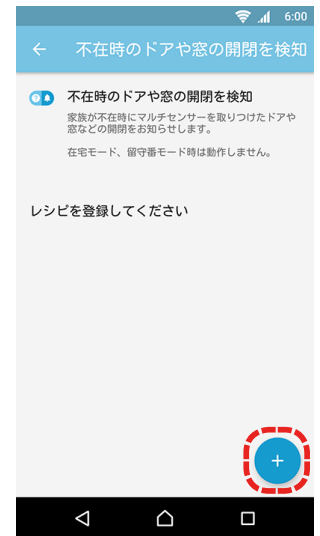 6:00
不在時のドアや窓の開閉を検知
不在時のドアや窓の開閉を検知
家族が不在時にマルチセンサーを取りつけたドアや
窓などの開閉をお知らせします。
在宅モード、留守番モード時は動作しません。
レシピを登録してください